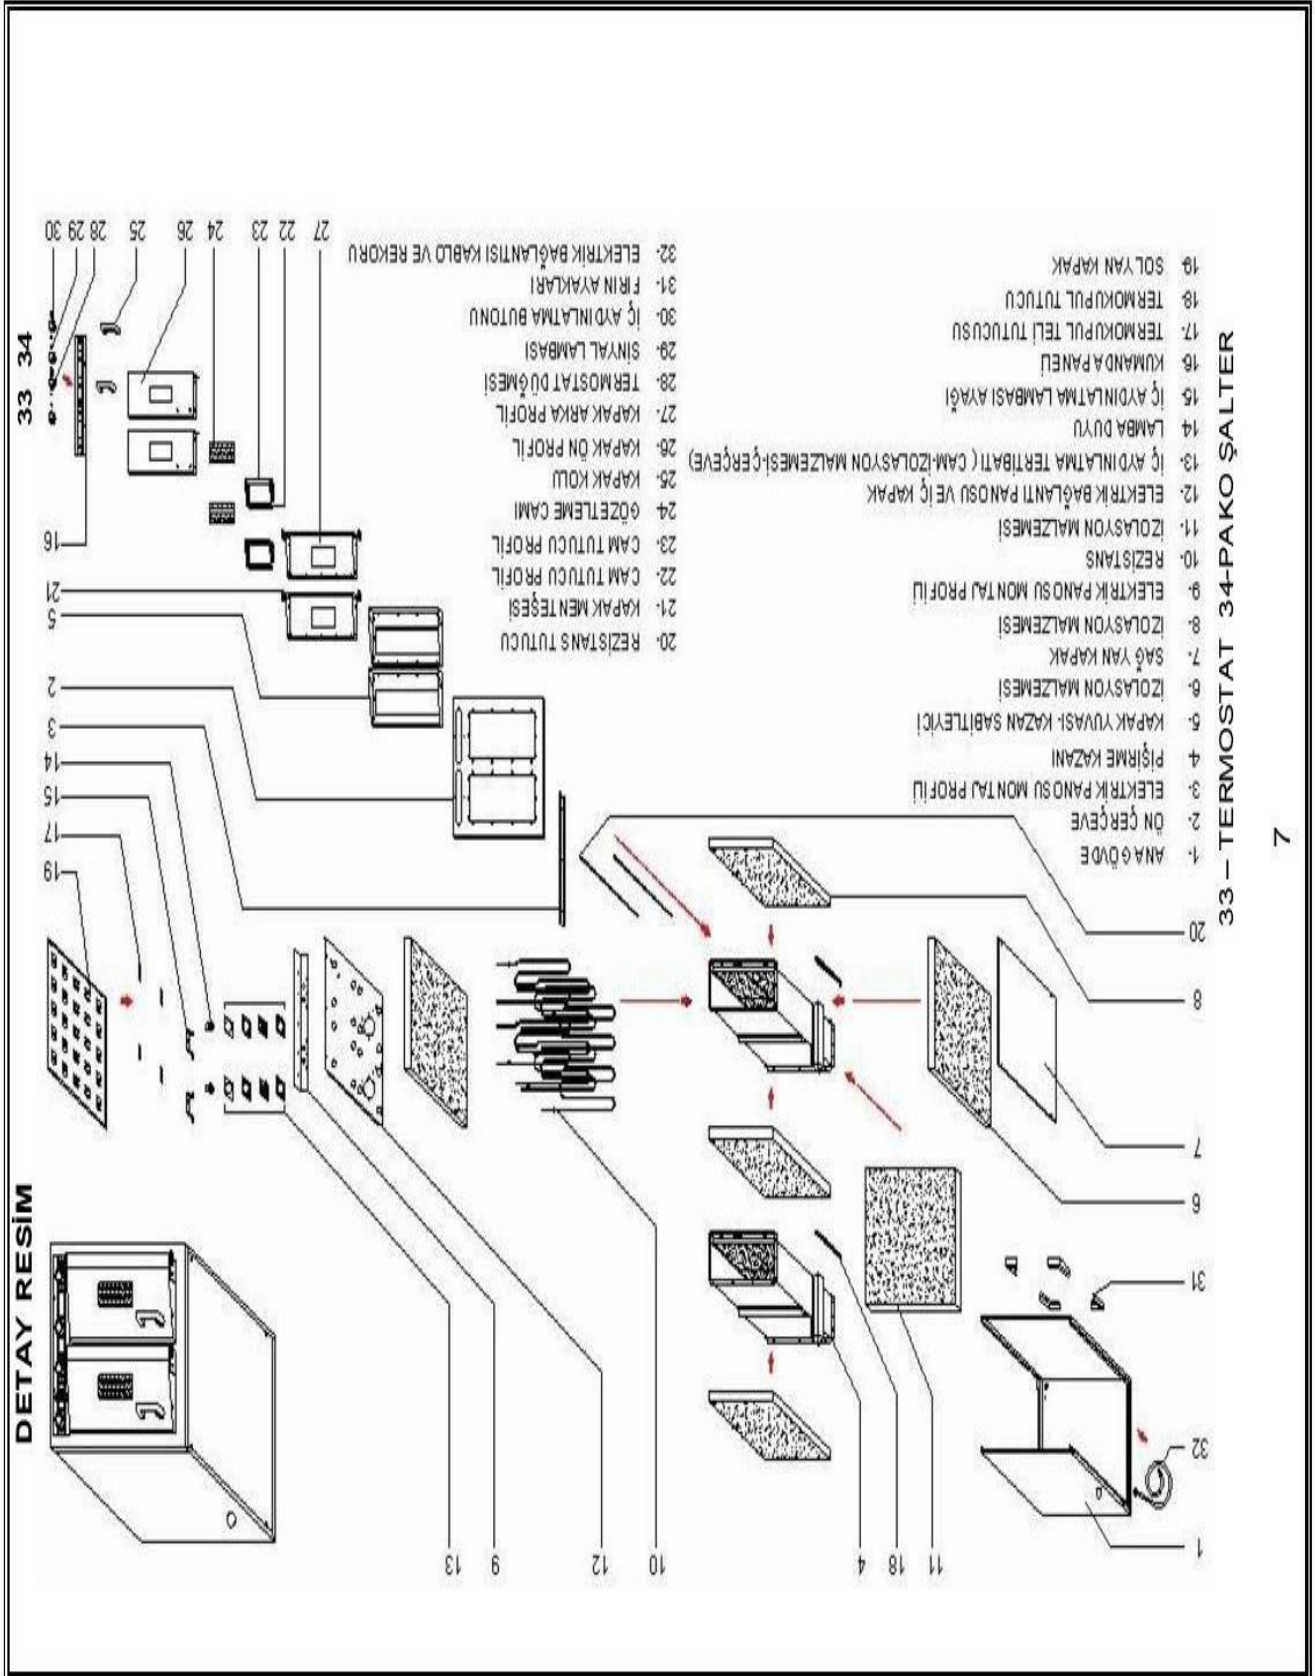 DETAY RESİM
33 34
30 29 28 25 26 24 23 22 27
16
21
5
2
3
14
15
17
19
13 9 12 10 4 18 11 1
20
8
7
6
31
32
1- ANA GÖVDE
2- ÖN ÇERÇEVE
3- ELEKTRİK PANOSU MONTAJ PROFİLİ
4 PİŞİRME KAZANI
5- KAPAK YUVASI- KAZAN SABİTLEYİCİ
6- İZOLASYON MALZEMESİ
7- SAĞ YAN KAPAK
8- İZOLASYON MALZEMESİ
9- ELEKTRİK PANOSU MONTAJ PROFİLİ
10- REZİSTANS
11- İZOLASYON MALZEMESİ
12- ELEKTRİK BAĞLANTI PANOSU VE İÇ KAPAK
13- İÇ AYDINLATMA TERTİBATI ( CAM-İZOLASYON MALZEMESİ-ÇERÇEVE)
14 LAMBA DUYU
15- İÇ AYDINLATMA LAMBASI AYAĞI
16- KUMANDA PANELİ
17- TERMOKUPUL TELİ TUTUCUSU
18- TERMOKUPUL TUTUCU
19- SOL YAN KAPAK
20- REZİSTANS TUTUCU
21- KAPAK MENTEŞESİ
22- CAM TUTUCU PROFİL
23- CAM TUTUCU PROFİL
24 GÖZETLEME CAMI
25- KAPAK KOLU
26- KAPAK ÖN PROFİL
27- KAPAK ARKA PROFİL
28- TERMOSTAT DÜĞMESİ
29- SİNYAL LAMBASI
30- İÇ AYDINLATMA BUTONU
31- FIRIN AYAKLARI
32- ELEKTRİK BAĞLANTISI KABLO VE REKORU
33 – TERMOSTAT 34-PAKO ŞALTER
7